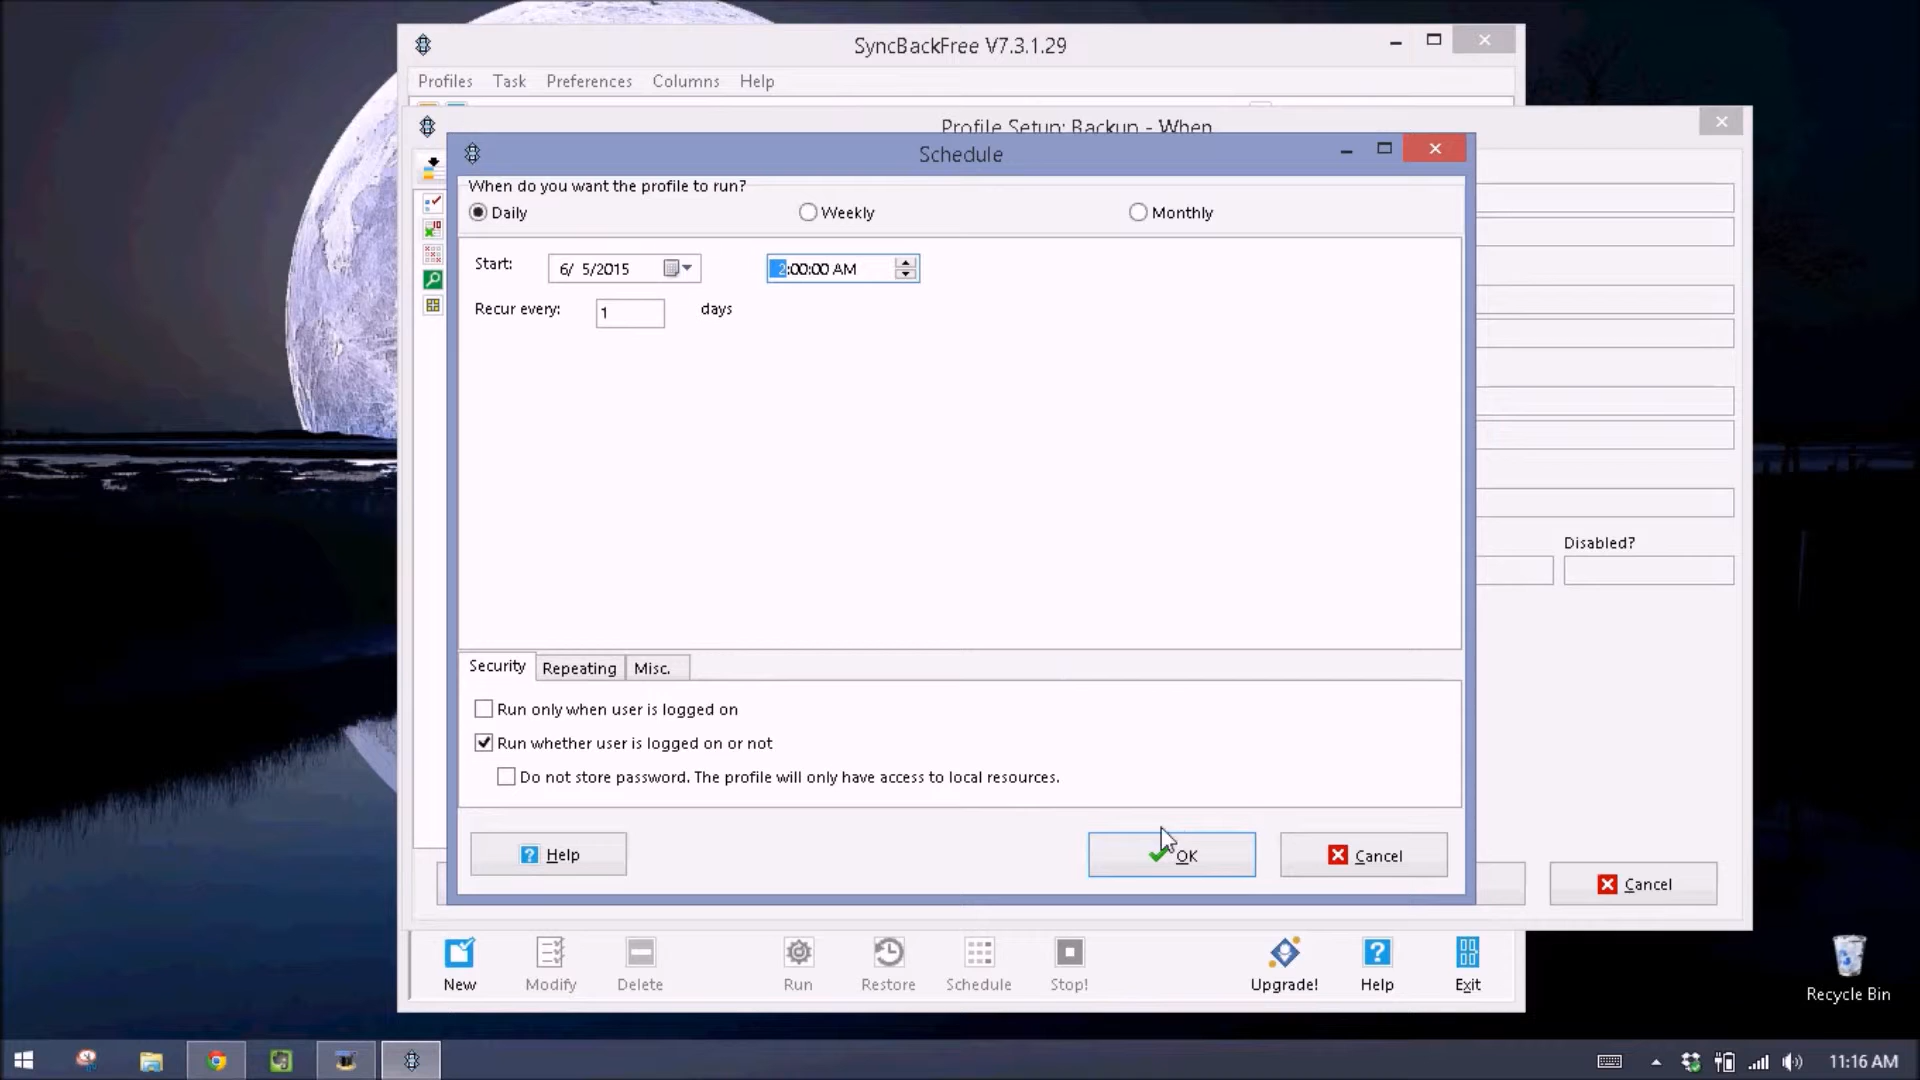 SyncBackFree V7.3.1.29
Profiles Task Preferences Columns Help
Profile Setup: Backup - When
Schedule
When do you want the profile to run?
Daily Weekly Monthly
Start: 6/ 5/2015 2:00:00 AM
Recur every: 1 days
Disabled?
Security Repeating Misc.
Run only when user is logged on
Run whether user is logged on or not
Do not store password. The profile will only have access to local resources.
Help OK Cancel
Cancel
New Modify Delete Run Restore Schedule Stop! Upgrade! Help Exit
Recycle Bin
11:16 AM